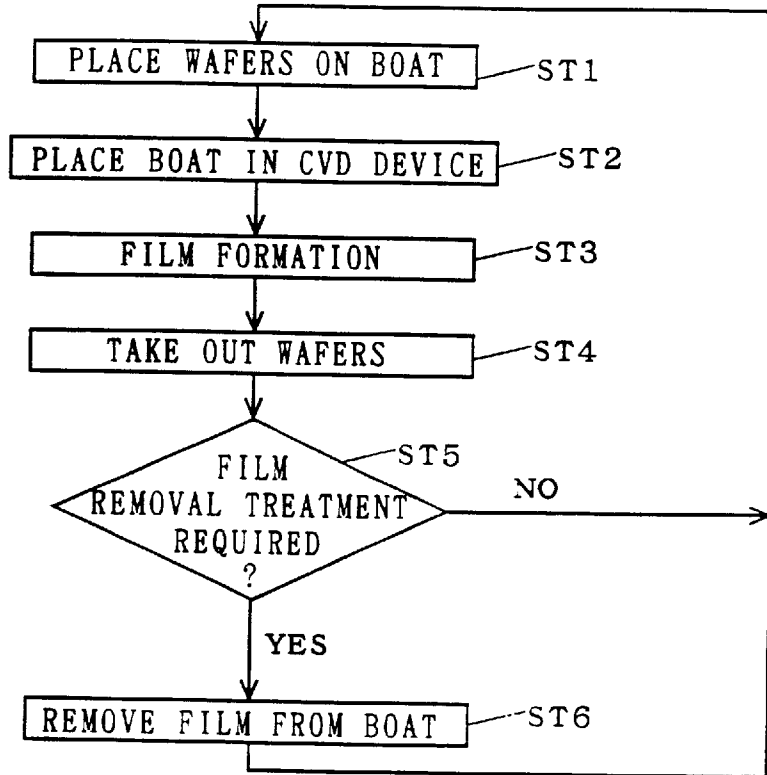 PLACE WAFERS ON BOAT
ST1
PLACE BOAT IN CVD DEVICE
ST2
FILM FORMATION
ST3
TAKE OUT WAFERS
ST4
ST5
FILM
REMOVAL TREATMENT
REQUIRED
?
NO
YES
REMOVE FILM FROM BOAT
ST6